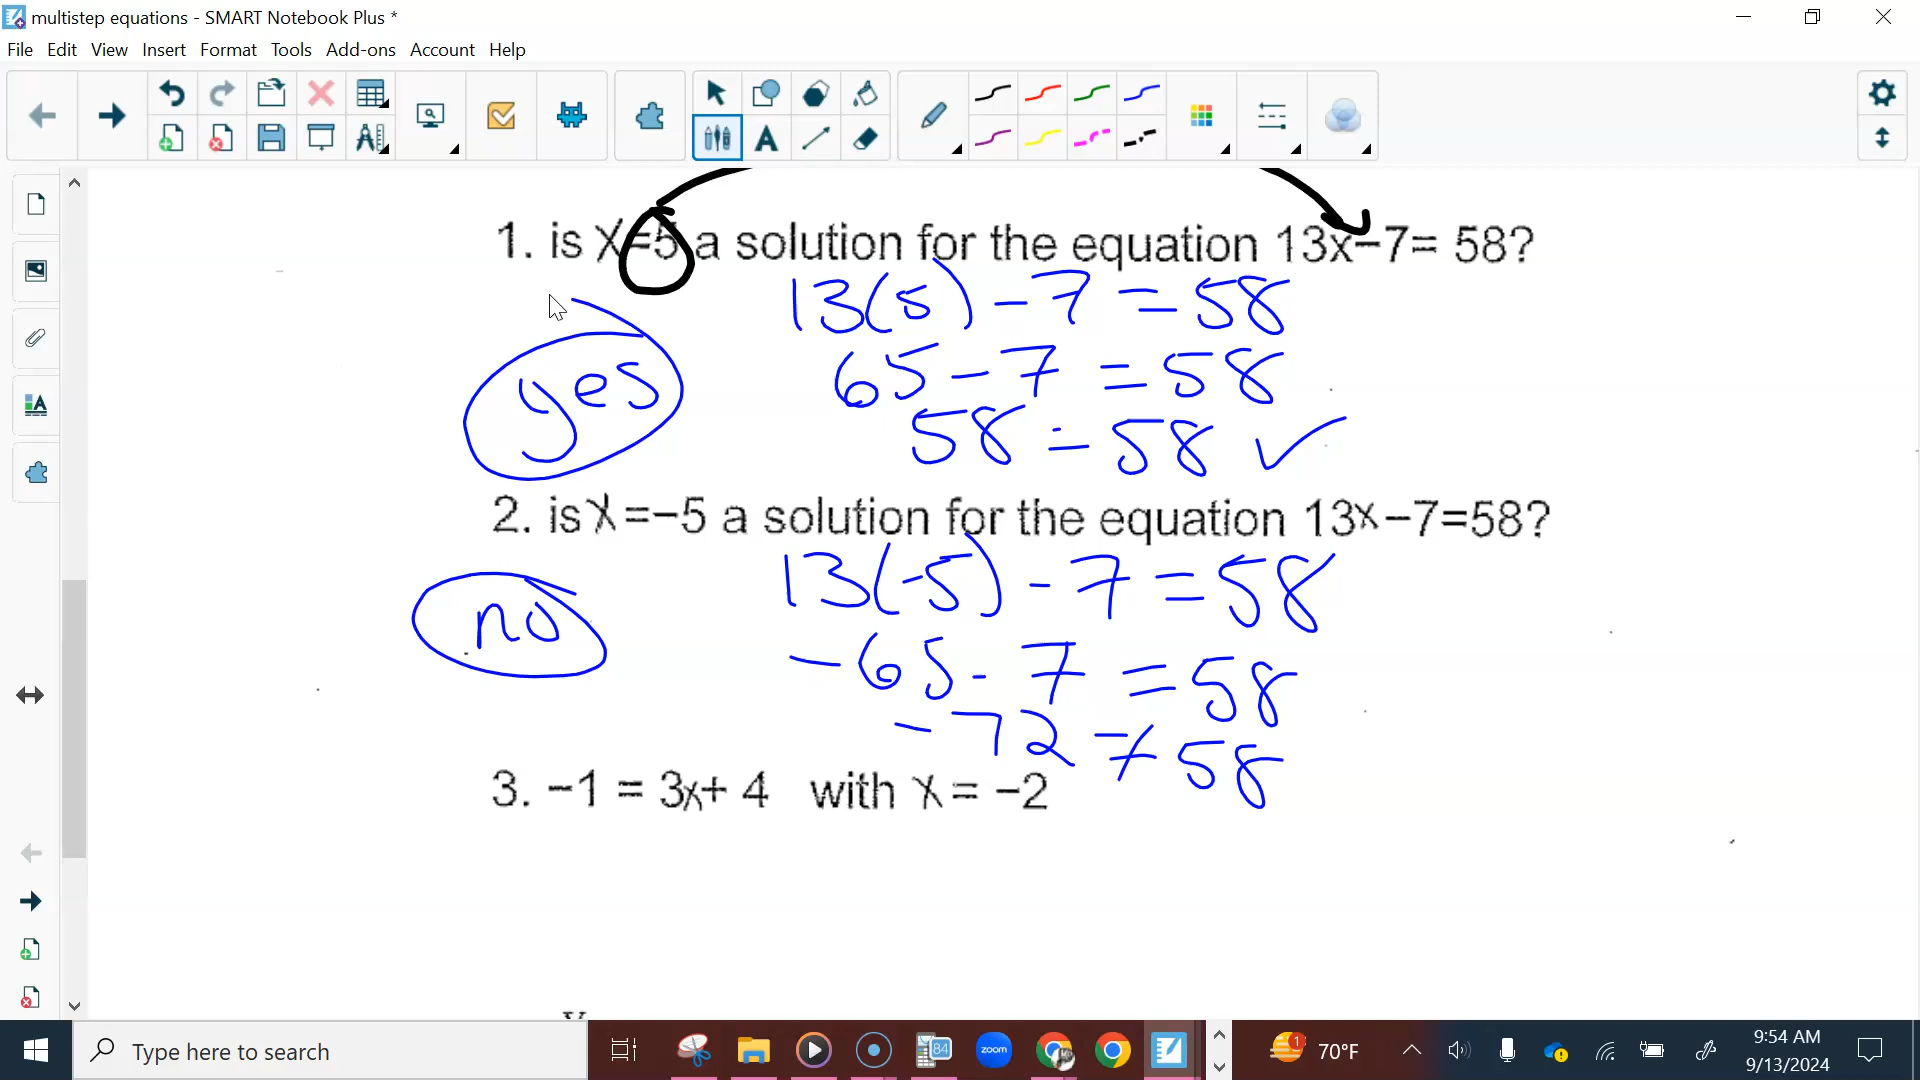 multistep equations - SMART Notebook Plus *
File Edit View Insert Format Tools Add-ons Account Help
1. is X=5 a solution for the equation 13x-7= 58?
13(5) - 7 = 58
65 - 7 = 58
58 = 58 ✓
yes
2. is X =-5 a solution for the equation 13x-7=58?
13(-5) - 7 = 58
-65 - 7 = 58
-72 ≠ 58
no
3. -1 = 3x+ 4 with X = -2
Type here to search
84
zoom
1
70°F
9:54 AM
9/13/2024